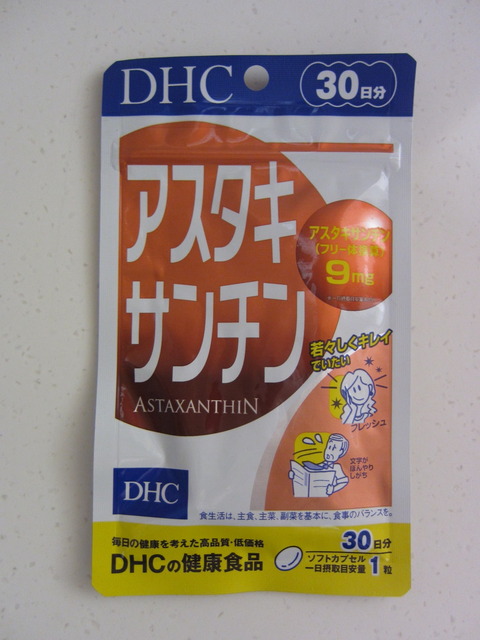 DHC
30日分
アスタキ
サンチン
ASTAXANTHIN
アスタキサンチン
(フリー体換算)
9mg
若々しくキレイ
でいたい
フレッシュ
文字が
ぼんやり
しがち
DHC
食生活は、主食、主菜、副菜を基本に、食事のバランスを。
毎日の健康を考えた高品質・低価格
DHCの健康食品
30日分
ソフトカプセル
一日摂取目安量1粒